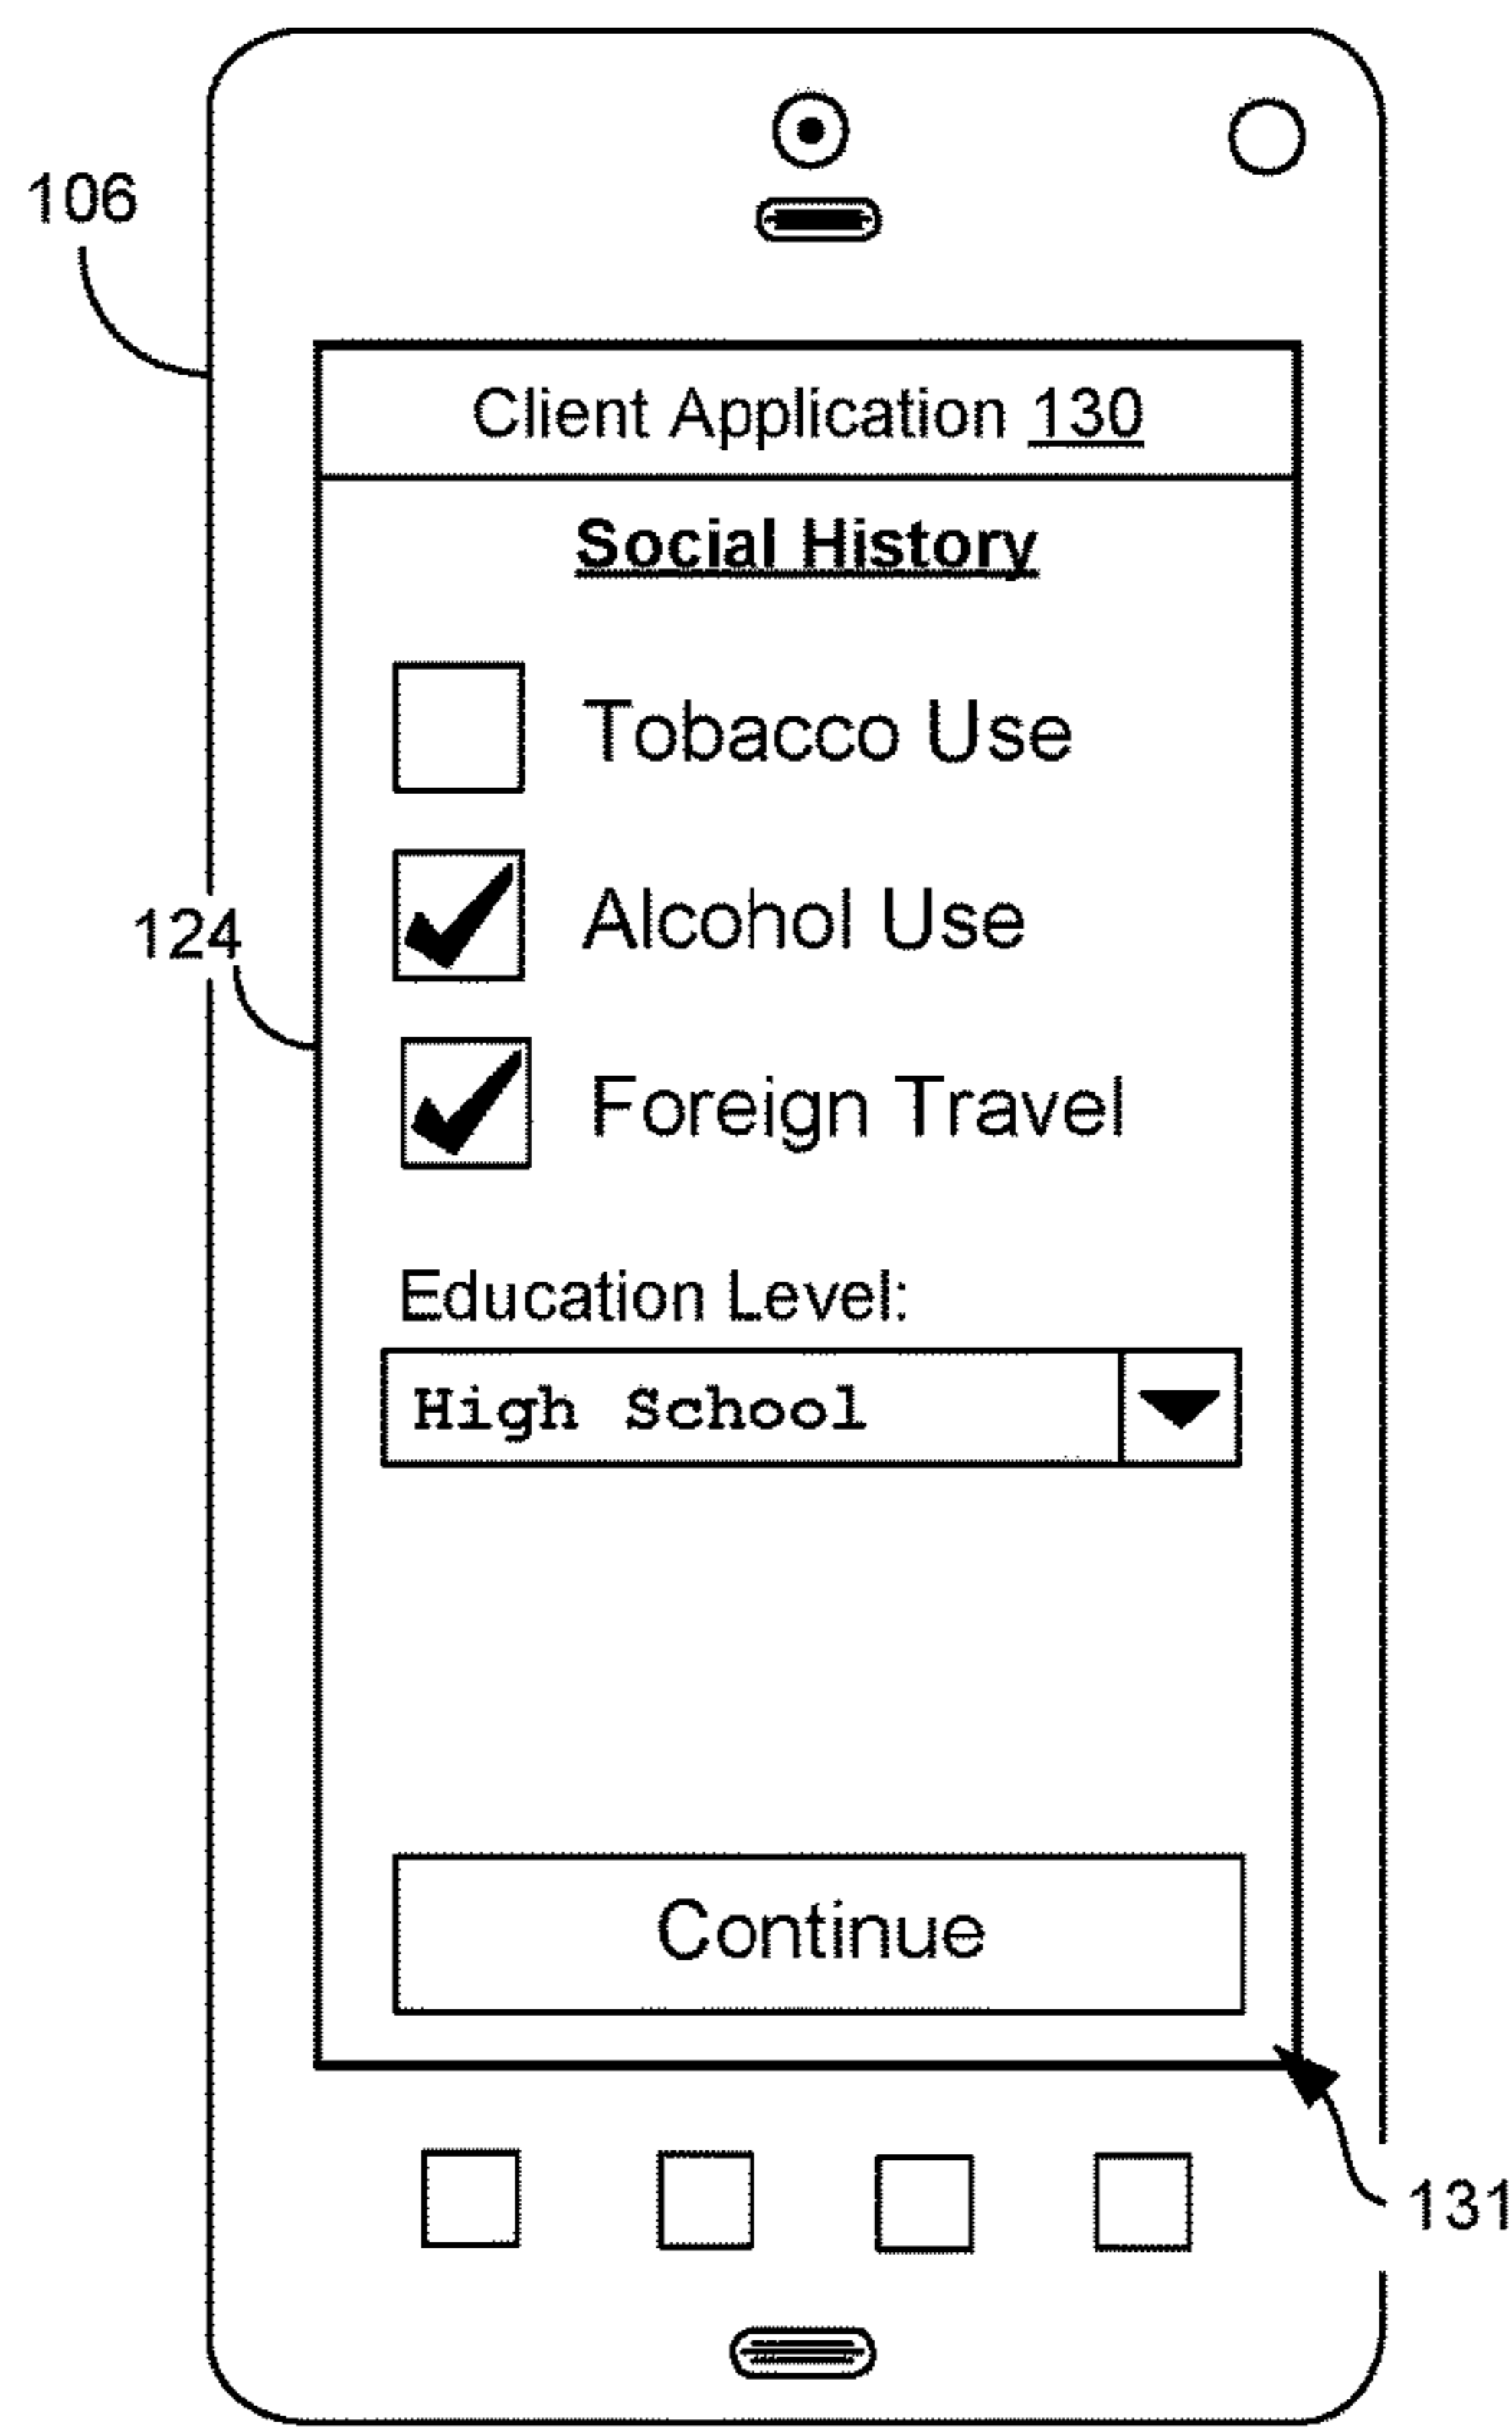 106
Client Application 130
Social History
Tobacco Use
Alcohol Use
124
Foreign Travel
Education Level:
High School
Continue
131